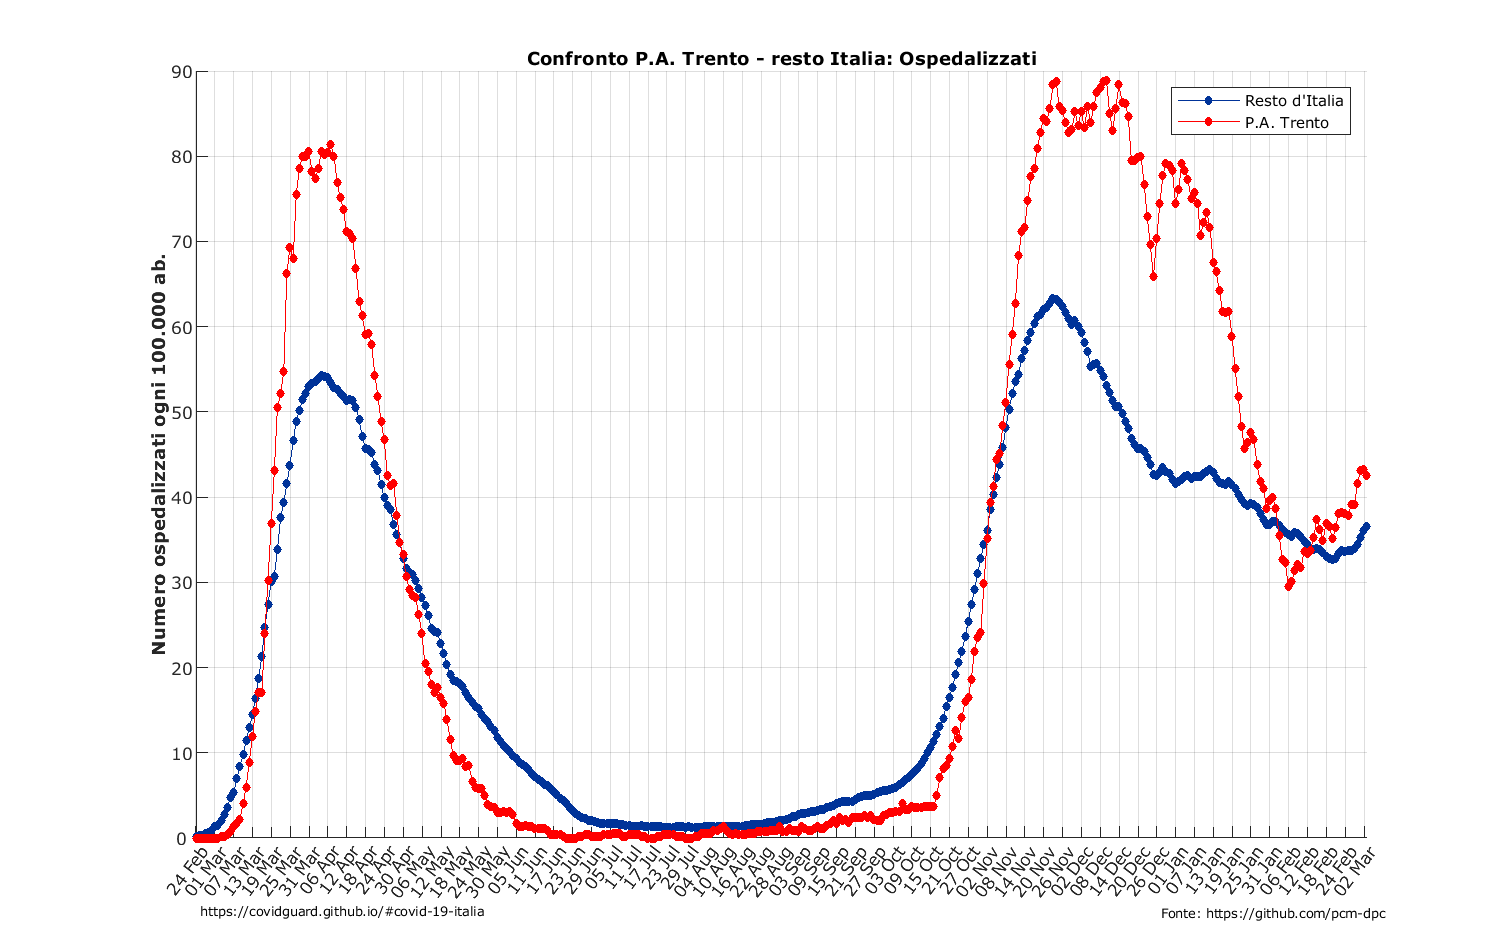 Confronto P.A. Trento - resto Italia: Ospedalizzati
Numero ospedalizzati ogni 100.000 ab.
90
80
70
60
50
40
30
20
10
0
Resto d'Italia
P.A. Trento
24 Feb
01 Mar
07 Mar
13 Mar
19 Mar
25 Mar
31 Mar
06 Apr
12 Apr
18 Apr
24 Apr
30 Apr
06 May
12 May
18 May
24 May
30 May
05 Jun
11 Jun
17 Jun
23 Jun
29 Jun
05 Jul
11 Jul
17 Jul
23 Jul
29 Jul
04 Aug
10 Aug
16 Aug
22 Aug
28 Aug
03 Sep
09 Sep
15 Sep
21 Sep
27 Sep
03 Oct
09 Oct
15 Oct
21 Oct
27 Oct
02 Nov
08 Nov
14 Nov
20 Nov
26 Nov
02 Dec
08 Dec
14 Dec
20 Dec
26 Dec
01 Jan
07 Jan
13 Jan
19 Jan
25 Jan
31 Jan
06 Feb
12 Feb
18 Feb
24 Feb
02 Mar
https://covidguard.github.io/#covid-19-italia
Fonte: https://github.com/pcm-dpc